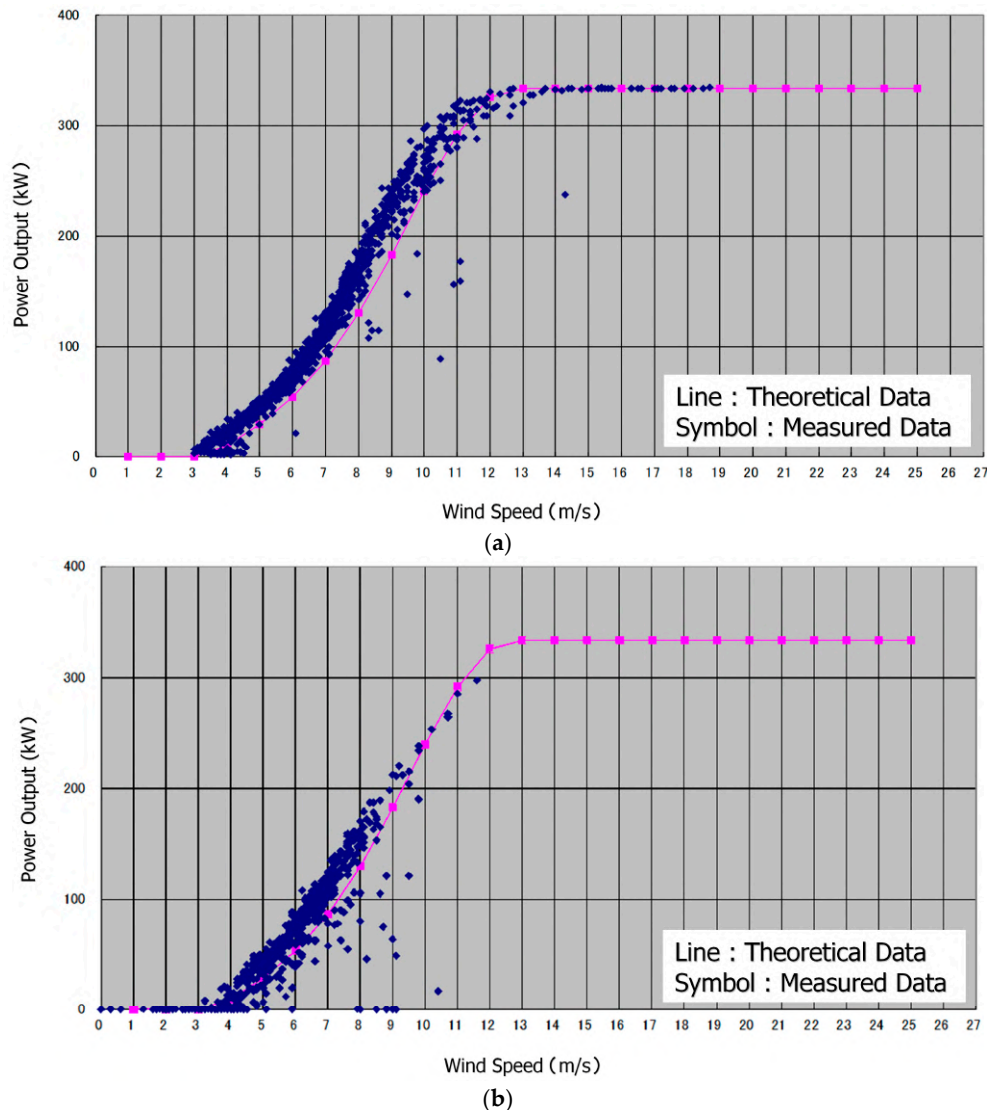 400
300
200
100
0
Power Output (kW)
Line : Theoretical Data
Symbol : Measured Data
0 1 2 3 4 5 6 7 8 9 10 11 12 13 14 15 16 17 18 19 20 21 22 23 24 25 26 27
Wind Speed (m/s)
(a)
400
300
200
100
0
Power Output (kW)
Line : Theoretical Data
Symbol : Measured Data
0 1 2 3 4 5 6 7 8 9 10 11 12 13 14 15 16 17 18 19 20 21 22 23 24 25 26 27
Wind Speed (m/s)
(b)